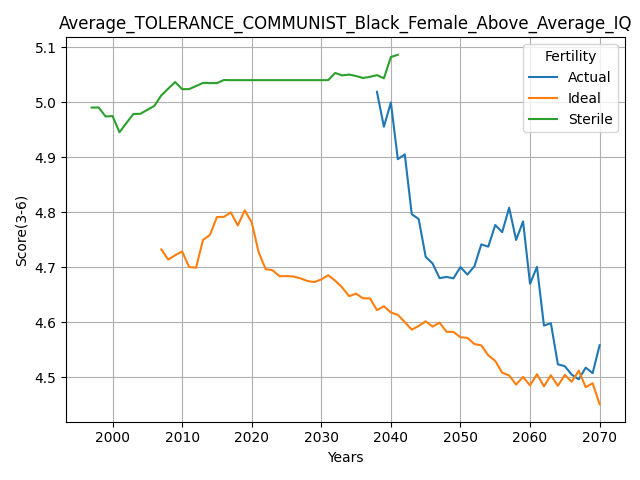 Average_TOLERANCE_COMMUNIST_Black_Female_Above_Average_IQ
Score(3-6)
5.1
5.0
4.9
4.8
4.7
4.6
4.5
Fertility
Actual
Ideal
Sterile
2000 2010 2020 2030 2040 2050 2060 2070
Years